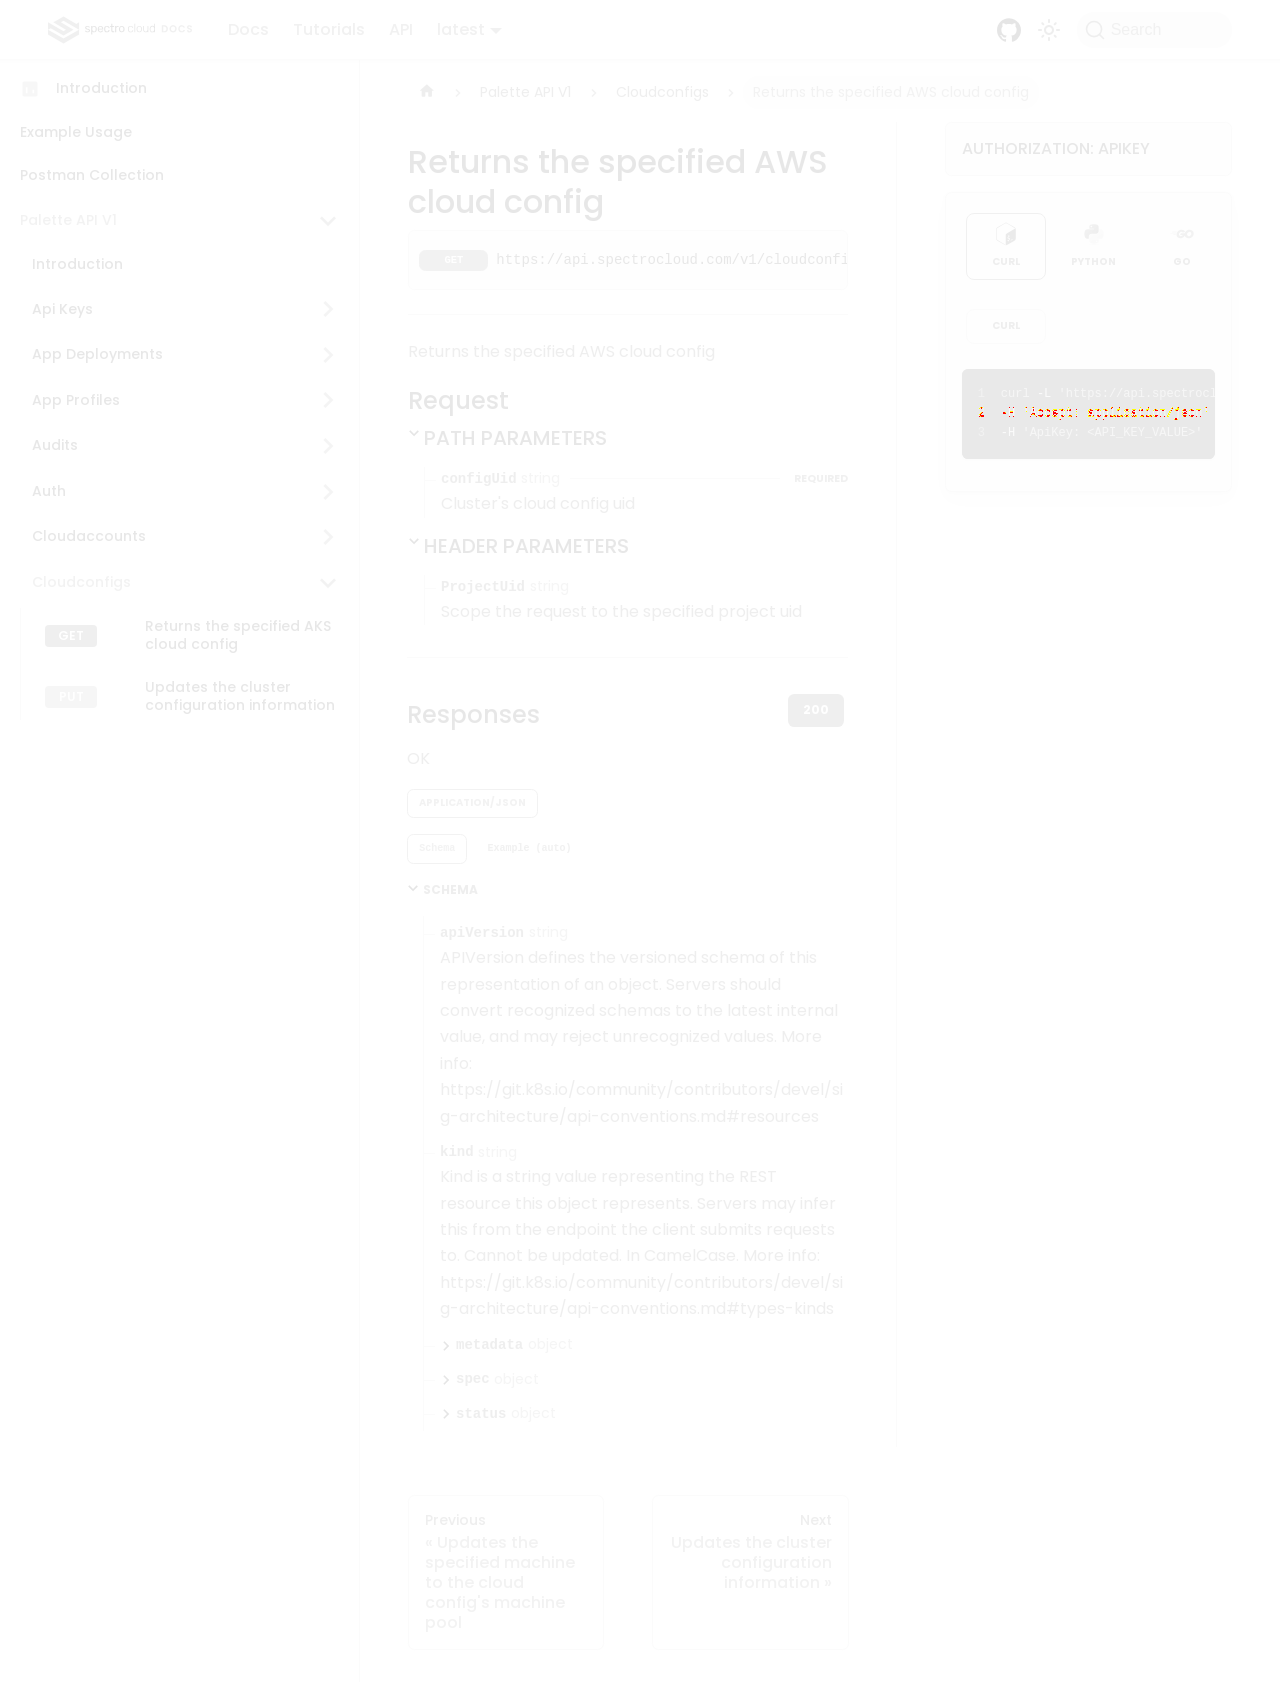 spectro cloud DOCS
Docs
Tutorials
API
latest
Search
Introduction
Example Usage
Postman Collection
Palette API V1
Introduction
Api Keys
App Deployments
App Profiles
Audits
Auth
Cloudaccounts
Cloudconfigs
GET Returns the specified AKS
cloud config
PUT Updates the cluster
configuration information
Palette API V1
Cloudconfigs
Returns the specified AWS cloud config
Returns the specified AWS
cloud config
GET https://api.spectrocloud.com/v1/cloudconfi
Returns the specified AWS cloud config
Request
PATH PARAMETERS
configUid string REQUIRED
Cluster's cloud config uid
HEADER PARAMETERS
ProjectUid string
Scope the request to the specified project uid
Responses
200
OK
APPLICATION/JSON
Schema
Example (auto)
SCHEMA
apiVersion string
APIVersion defines the versioned schema of this
representation of an object. Servers should
convert recognized schemas to the latest internal
value, and may reject unrecognized values. More
info:
https://git.k8s.io/community/contributors/devel/si
g-architecture/api-conventions.md#resources
kind string
Kind is a string value representing the REST
resource this object represents. Servers may infer
this from the endpoint the client submits requests
to. Cannot be updated. In CamelCase. More info:
https://git.k8s.io/community/contributors/devel/si
g-architecture/api-conventions.md#types-kinds
metadata object
spec object
status object
Previous
« Updates the
specified machine
to the cloud
config's machine
pool
Next
Updates the cluster
configuration
information »
AUTHORIZATION: APIKEY
CURL
PYTHON
GO
GO
CURL
1 curl -L 'https://api.spectrocl
2 -H 'Accept: application/json'
3 -H 'ApiKey: <API_KEY_VALUE>'